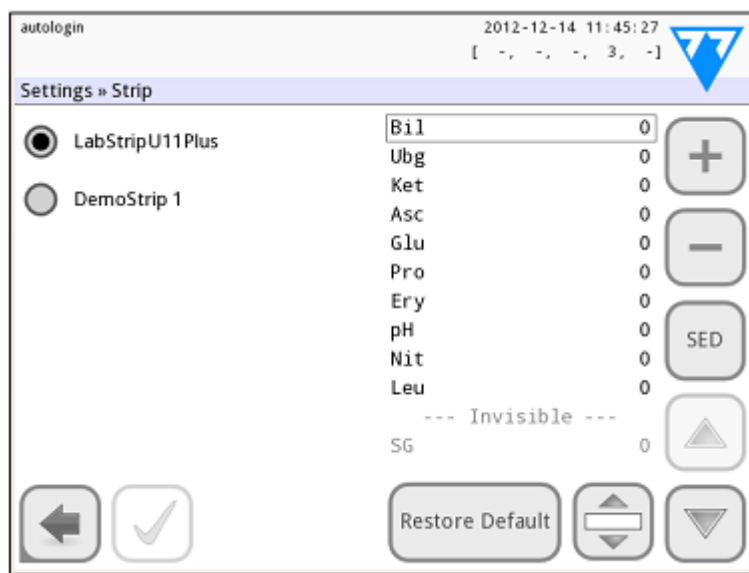 autologin
2012-12-14 11:45:27
[ -, -, -, 3, -]
Settings » Strip
LabStripU11Plus
DemoStrip 1
Bil 0
Ubg 0
Ket 0
Asc 0
Glu 0
Pro 0
Ery 0
pH 0
Nit 0
Leu 0
--- Invisible ---
SG 0
SED
Restore Default